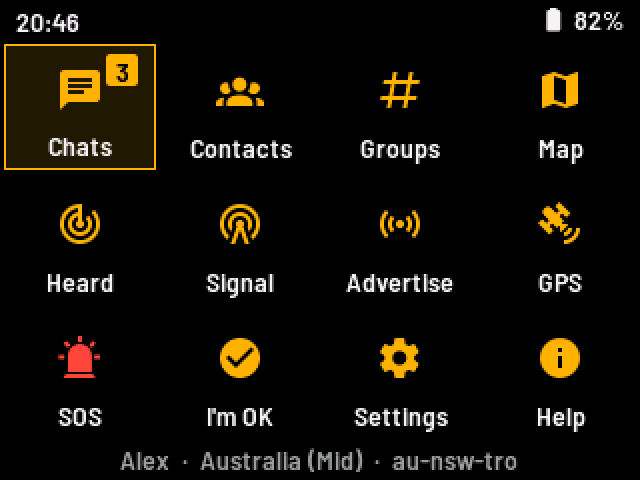 20:46 82%
3
Chats Contacts Groups Map
Heard Signal Advertise GPS
SOS I'm OK Settings Help
Alex · Australia (Mid) · au-nsw-tro